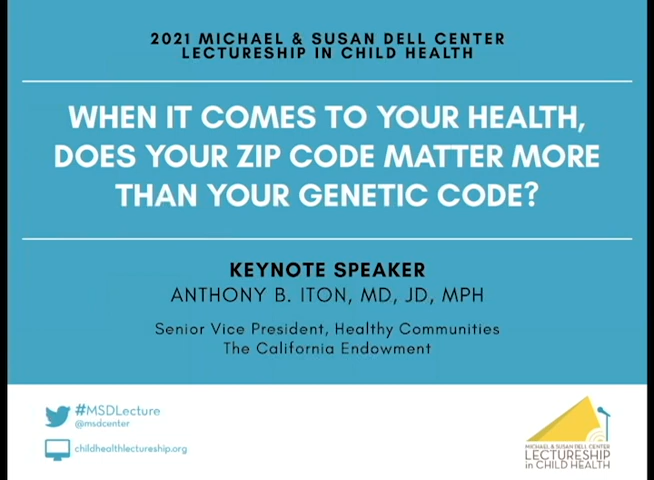 2021 MICHAEL & SUSAN DELL CENTER
LECTURESHIP IN CHILD HEALTH
WHEN IT COMES TO YOUR HEALTH,
DOES YOUR ZIP CODE MATTER MORE
THAN YOUR GENETIC CODE?
KEYNOTE SPEAKER
ANTHONY B. ITON, MD, JD, MPH
Senior Vice President, Healthy Communities
The California Endowment
#MSDLecture
@msdcenter
childhealthlectureship.org
MICHAEL & SUSAN DELL CENTER
LECTURESHIP
in CHILD HEALTH